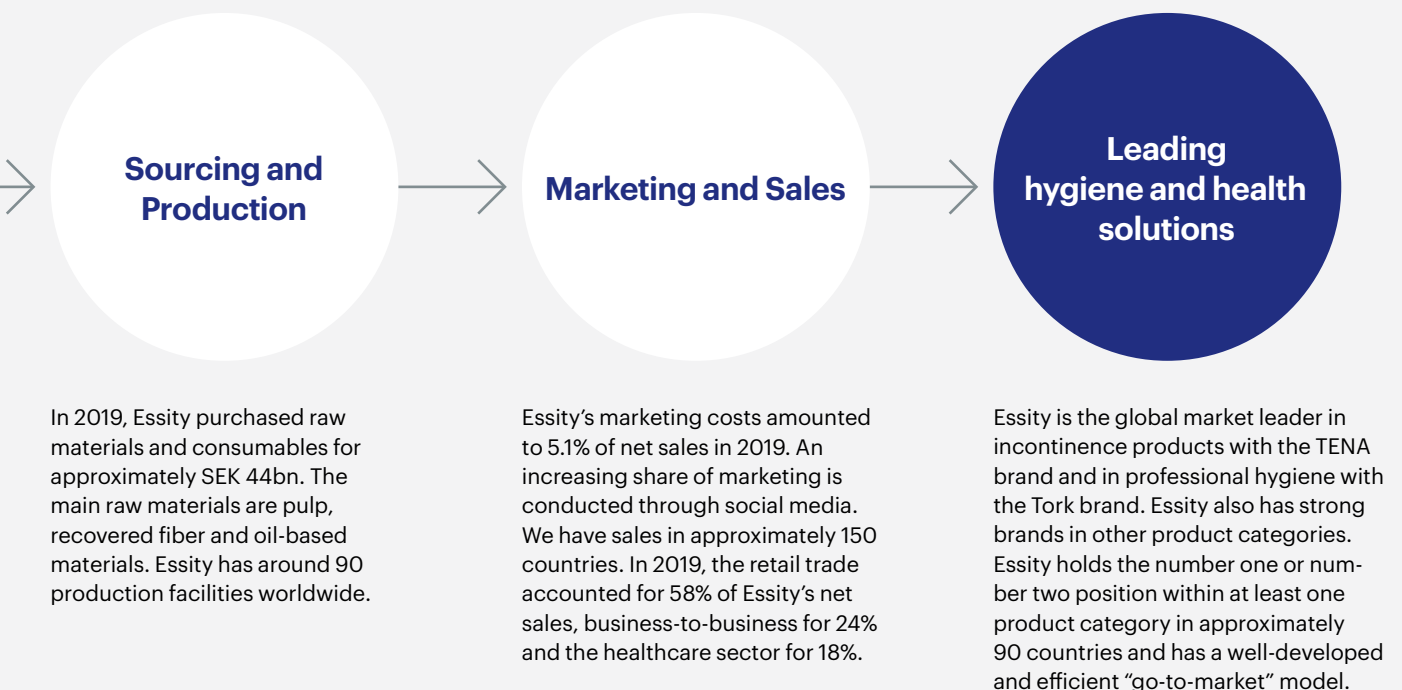 Sourcing and
Production
In 2019, Essity purchased raw
materials and consumables for
approximately SEK 44bn. The
main raw materials are pulp,
recovered fiber and oil-based
materials. Essity has around 90
production facilities worldwide.
Marketing and Sales
Essity’s marketing costs amounted
to 5.1% of net sales in 2019. An
increasing share of marketing is
conducted through social media.
We have sales in approximately 150
countries. In 2019, the retail trade
accounted for 58% of Essity’s net
sales, business-to-business for 24%
and the healthcare sector for 18%.
Leading
hygiene and health
solutions
Essity is the global market leader in
incontinence products with the TENA
brand and in professional hygiene with
the Tork brand. Essity also has strong
brands in other product categories.
Essity holds the number one or num-
ber two position within at least one
product category in approximately
90 countries and has a well-developed
and efficient “go-to-market” model.